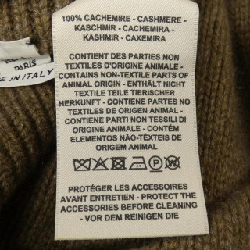 PARIS
MADE IN ITALY
100% CACHEMIRE - CASHMERE -
KASCHMIR - CACHEMIRA -
KASHMIR - CAXEMIRA
CONTIENT DES PARTIES NON
TEXTILES D'ORIGINE ANIMALE -
CONTAINS NON-TEXTILE PARTS OF
ANIMAL ORIGIN - ENTHÄLT NICHT
TEXTILE TEILE TIERISCHER
HERKUNFT - CONTIENE PARTES NO
TEXTILES DE ORIGEN ANIMAL -
CONTIENE PARTI NON TESSILI DI
ORIGINE ANIMALE - CONTÉM
ELEMENTOS NÃO-TÊXTEIS DE
ORIGEM ANIMAL
P
PROTÉGER LES ACCESSOIRES
AVANT ENTRETIEN - PROTECT THE
ACCESSORIES BEFORE CLEANING
- VOR DEM REINIGEN DIE